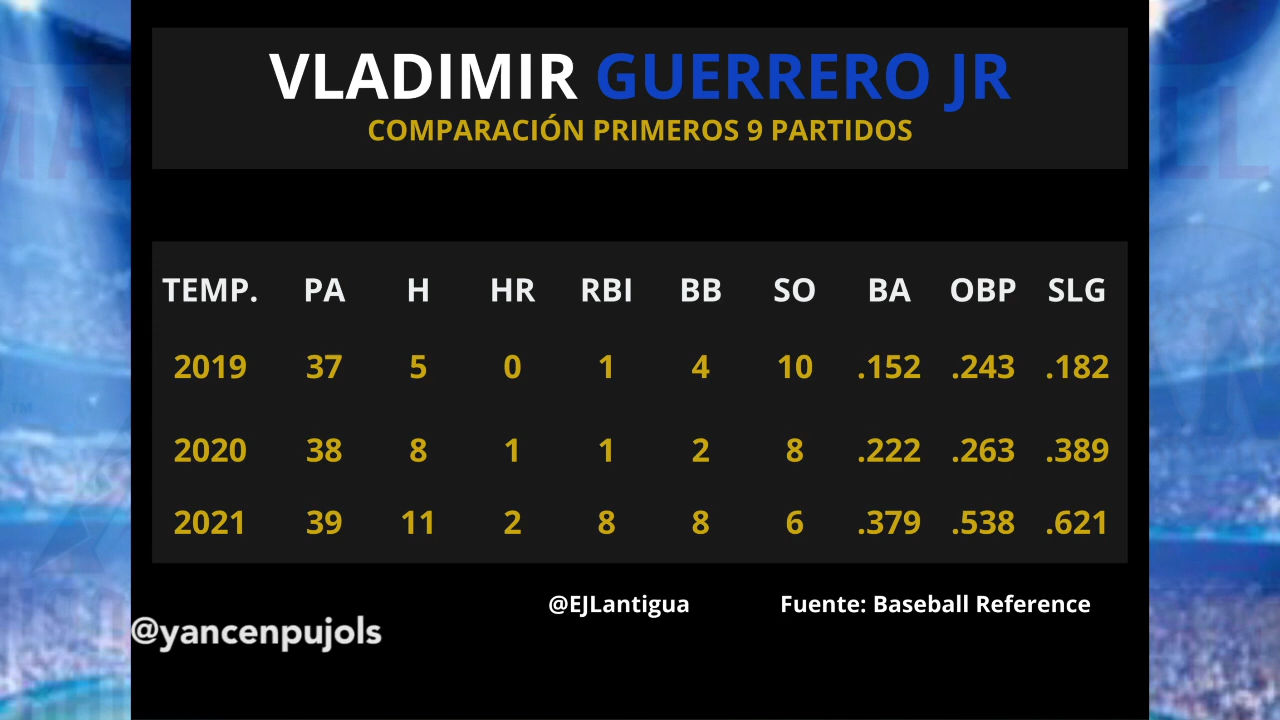 VLADIMIR GUERRERO JR
COMPARACIÓN PRIMEROS 9 PARTIDOS
TEMP. PA H HR RBI BB SO BA OBP SLG
2019 37 5 0 1 4 10 .152 .243 .182
2020 38 8 1 1 2 8 .222 .263 .389
2021 39 11 2 8 8 6 .379 .538 .621
@EJLantigua Fuente: Baseball Reference
@yancenpujols